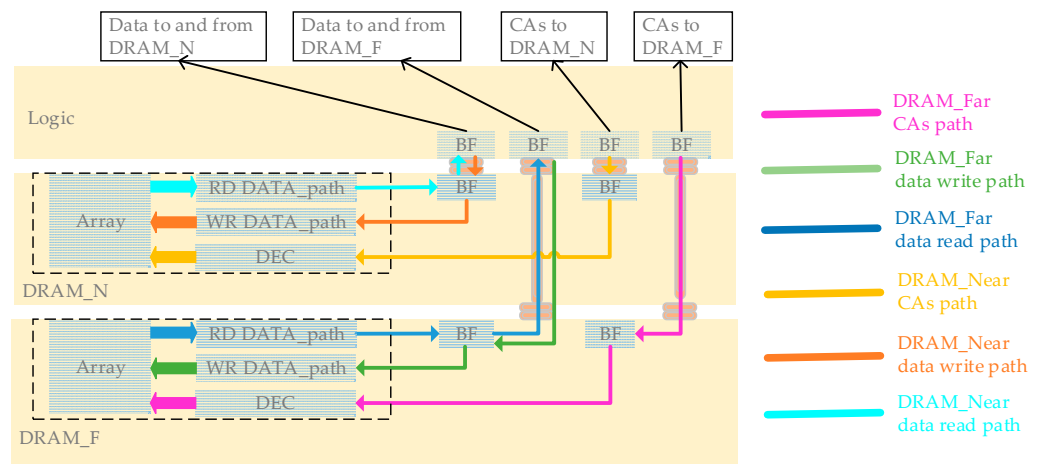 Data to and from
DRAM_N
Data to and from
DRAM_F
CAs to
DRAM_N
CAs to
DRAM_F
Logic
BF
BF
BF
BF
RD DATA_path
BF
BF
Array
WR DATA_path
DEC
DRAM_N
RD DATA_path
BF
BF
Array
WR DATA_path
DEC
DRAM_F
DRAM_Far
CAs path
DRAM_Far
data write path
DRAM_Far
data read path
DRAM_Near
CAs path
DRAM_Near
data write path
DRAM_Near
data read path